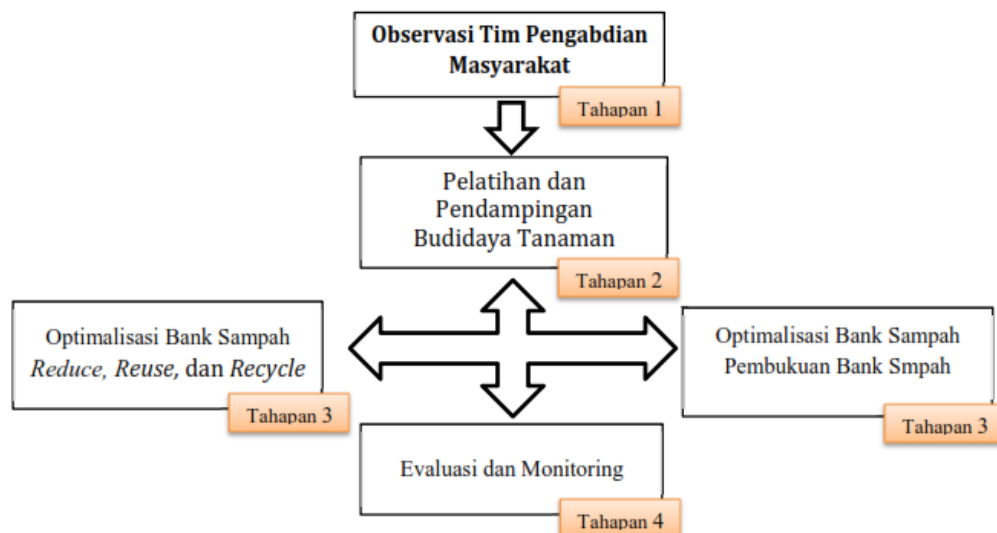 Observasi Tim Pengabdian
Masyarakat
Tahapan 1
Pelatihan dan
Pendampingan
Budidaya Tanaman
Tahapan 2
Optimalisasi Bank Sampah
Reduce, Reuse, dan Recycle
Tahapan 3
Optimalisasi Bank Sampah
Pembukuan Bank Smpah
Tahapan 3
Evaluasi dan Monitoring
Tahapan 4